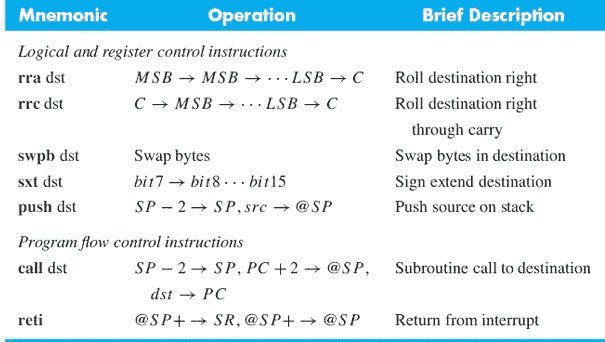 Mnemonic Operation Brief Description
Logical and register control instructions
rra dst MSB → MSB → ··· LSB → C Roll destination right
rrc dst C → MSB → ··· LSB → C Roll destination right
through carry
swpb dst Swap bytes Swap bytes in destination
sxt dst bit7 → bit8 ··· bit15 Sign extend destination
push dst SP − 2 → SP, src → @SP Push source on stack
Program flow control instructions
call dst SP − 2 → SP, PC + 2 → @SP, Subroutine call to destination
dst → PC
reti @SP+ → SR, @SP+ → @SP Return from interrupt